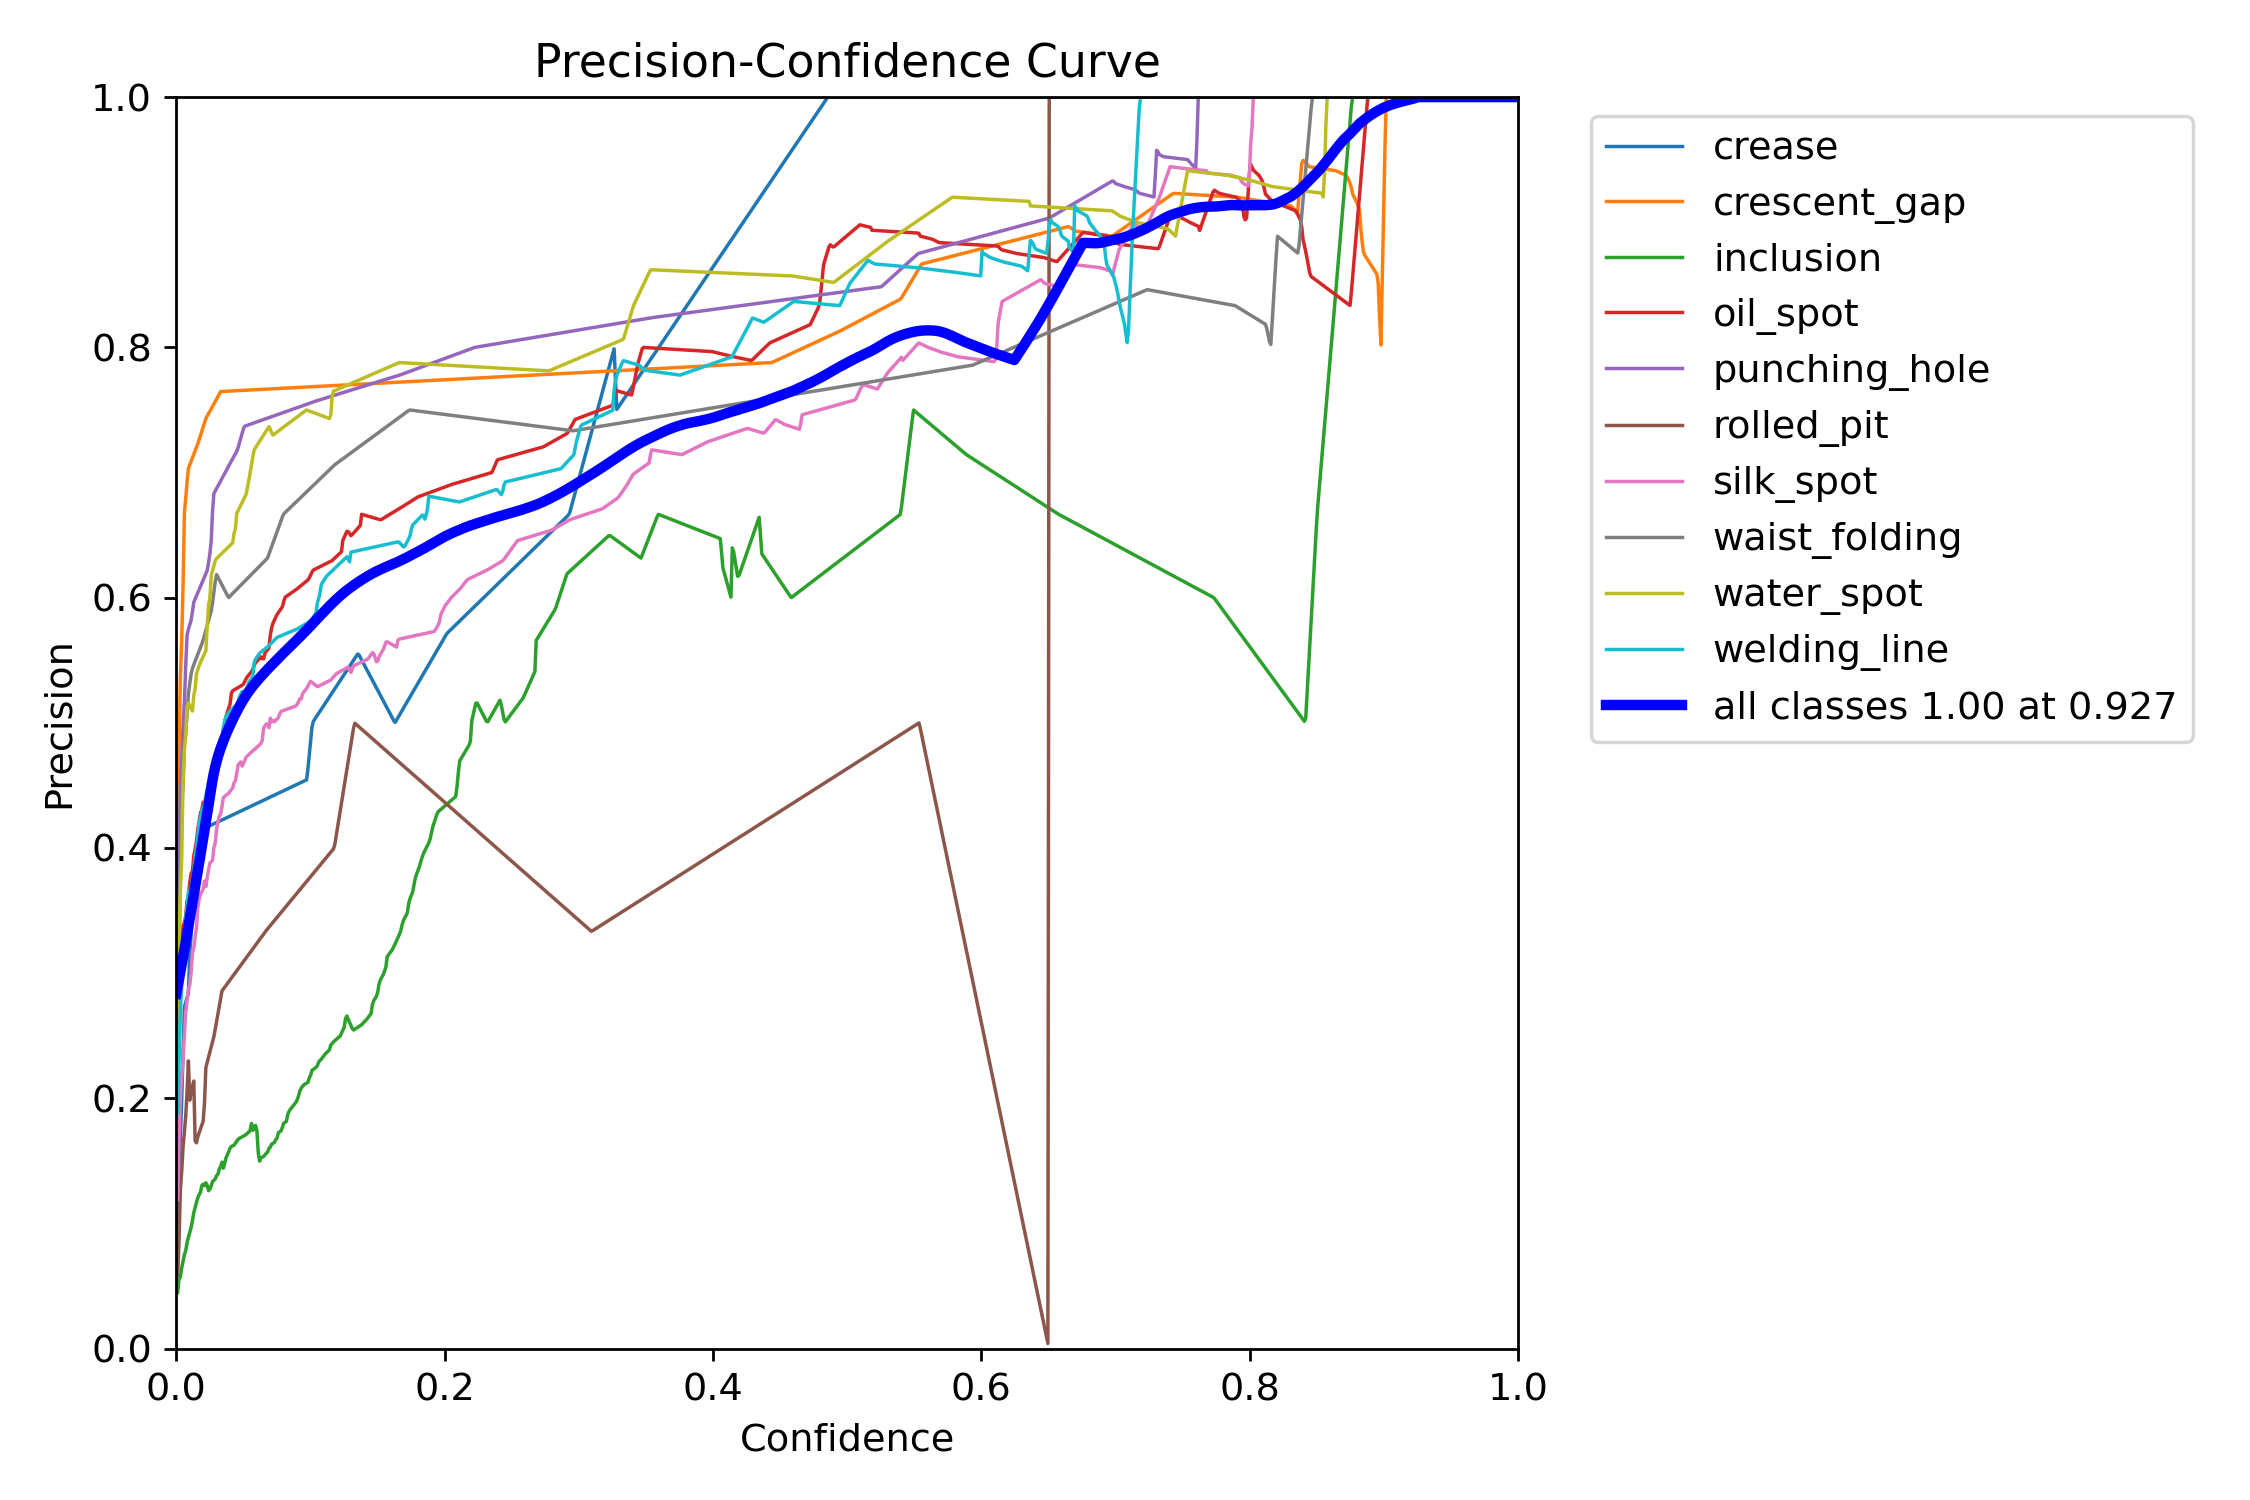 Precision-Confidence Curve
1.0
0.8
0.6
0.4
0.2
0.0
Precision
0.0 0.2 0.4 0.6 0.8 1.0
Confidence
crease
crescent_gap
inclusion
oil_spot
punching_hole
rolled_pit
silk_spot
waist_folding
water_spot
welding_line
all classes 1.00 at 0.927